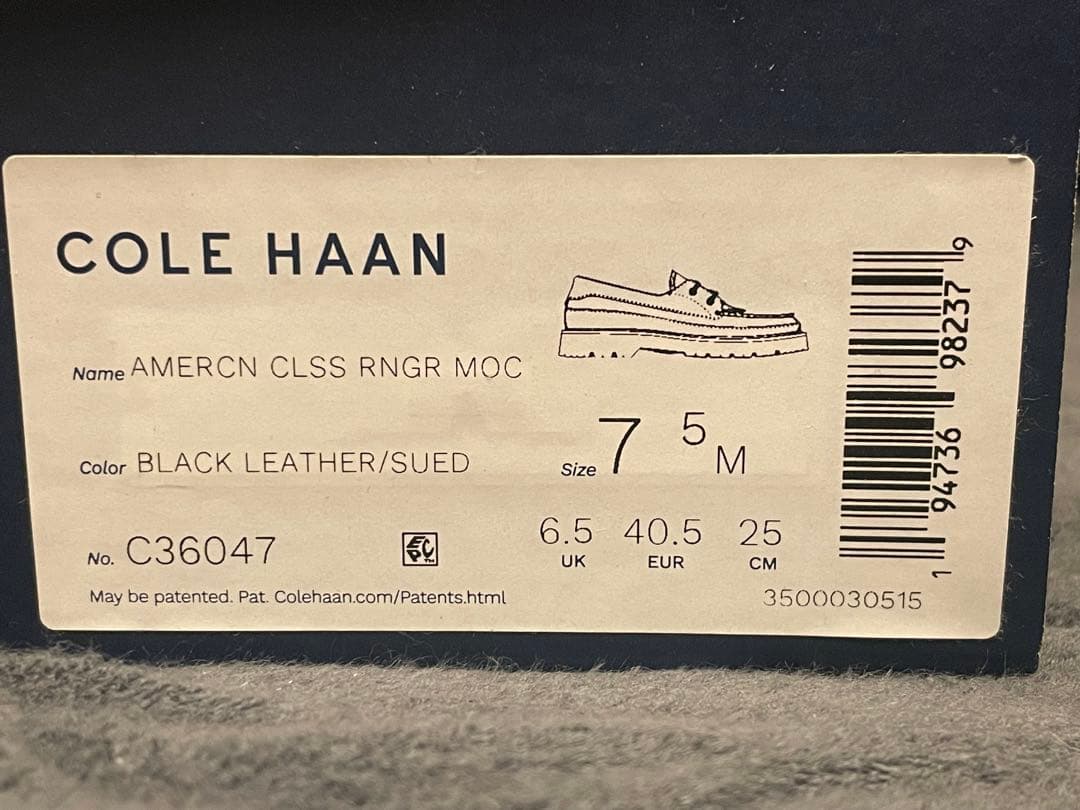 COLE HAAN
Name AMERCN CLSS RNGR MOC
Color BLACK LEATHER/SUED
Size 7 5 M
No. C36047
EPC™
6.5 40.5 25
UK EUR CM
May be patented. Pat. Colehaan.com/Patents.html
3500030515
1 94736 98237 9